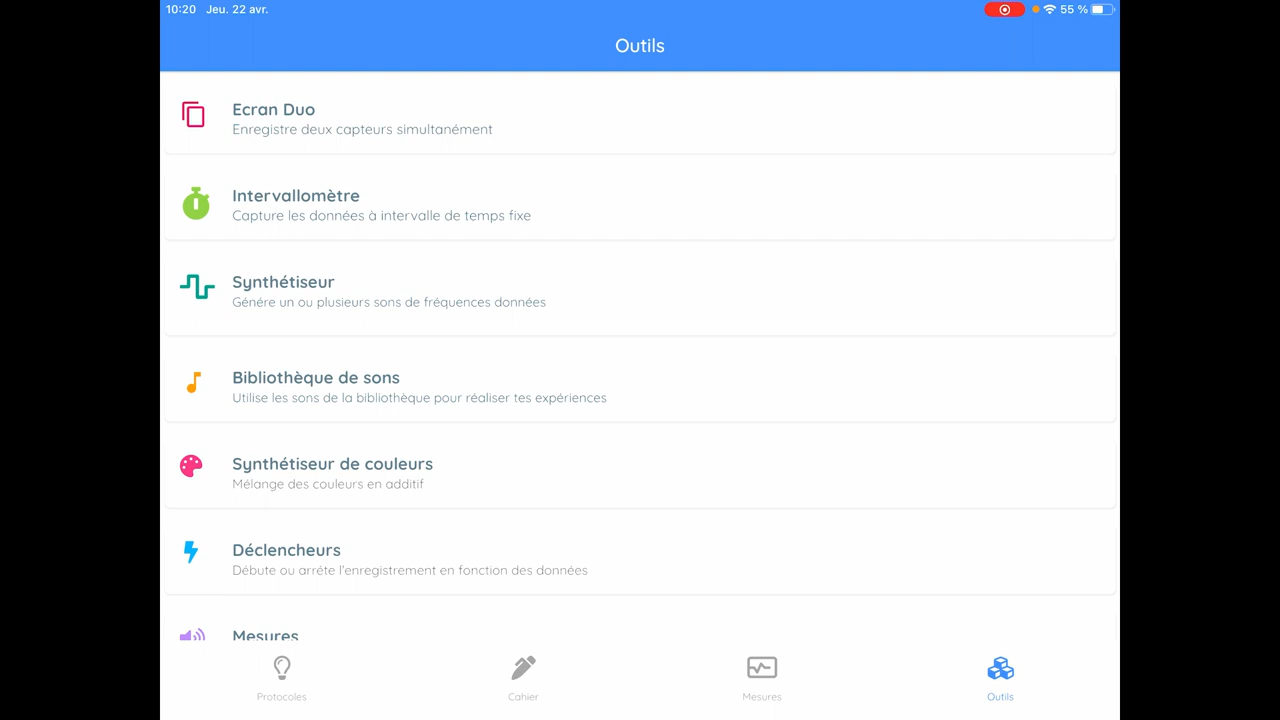 10:20 Jeu. 22 avr. 55 %
Outils
Ecran Duo
Enregistre deux capteurs simultanément
Intervallomètre
Capture les données à intervalle de temps fixe
Synthétiseur
Génére un ou plusieurs sons de fréquences données
Bibliothèque de sons
Utilise les sons de la bibliothèque pour réaliser tes expériences
Synthétiseur de couleurs
Mélange des couleurs en additif
Déclencheurs
Débute ou arréte l'enregistrement en fonction des données
Mesures
Protocoles Cahier Mesures Outils